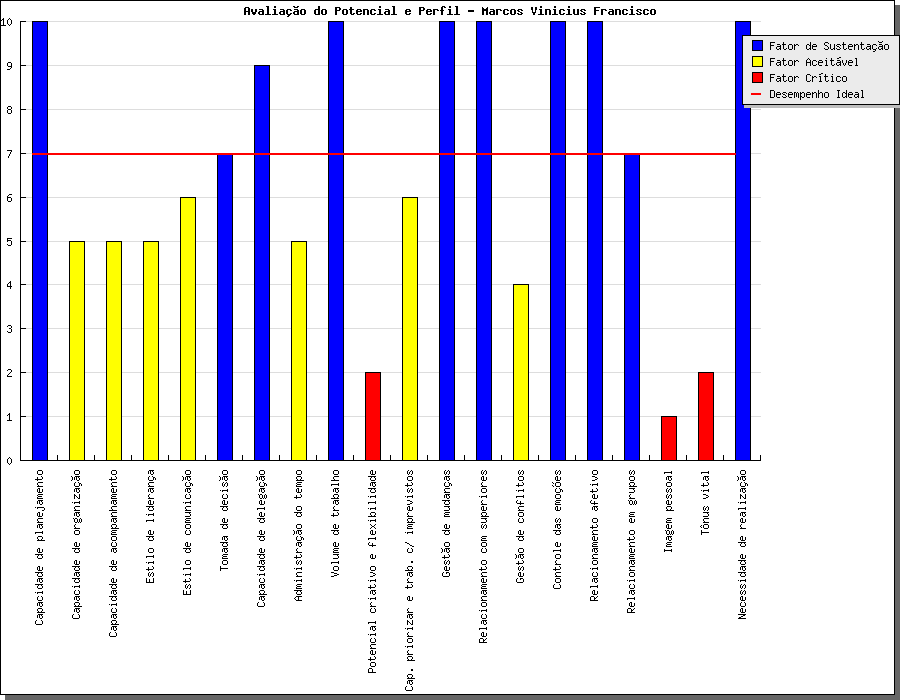 Avaliação do Potencial e Perfil - Marcos Vinicius Francisco
Fator de Sustentação
Fator Aceitável
Fator Crítico
Desempenho Ideal
10
9
8
7
6
5
4
3
2
1
0
Capacidade de planejamento
Capacidade de organização
Capacidade de acompanhamento
Estilo de liderança
Estilo de comunicação
Tomada de decisão
Capacidade de delegação
Administração do tempo
Volume de trabalho
Potencial criativo e flexibilidade
Cap. priorizar e trab. c/ imprevistos
Gestão de mudanças
Relacionamento com superiores
Gestão de conflitos
Controle das emoções
Relacionamento afetivo
Relacionamento em grupos
Imagem pessoal
Tônus vital
Necessidade de realização